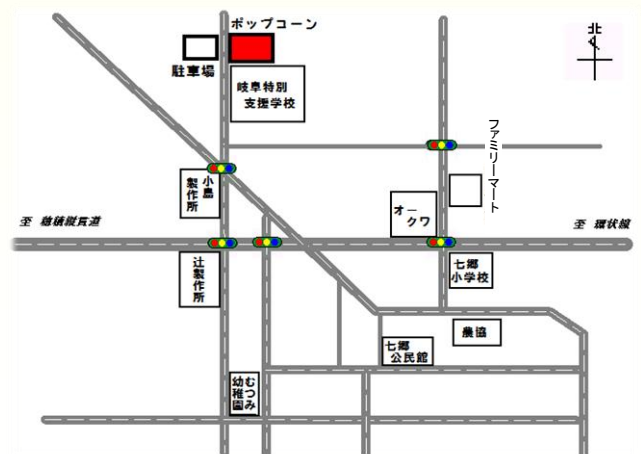 ポップコーン
北
駐車場
岐阜特別
支援学校
ファミリーマート
小島
製作所
オー
クワ
至 穂積縦貫道
至 環状線
辻製作所
七郷
小学校
農協
七郷
公民館
むつみ
幼稚園